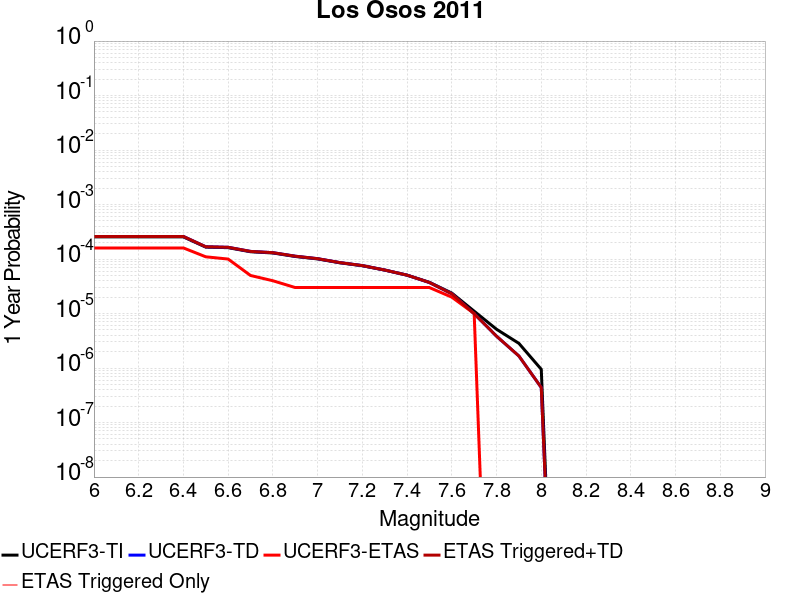 Los Osos 2011
10^0
10^-1
10^-2
10^-3
10^-4
10^-5
10^-6
10^-7
10^-8
1 Year Probability
6 6.2 6.4 6.6 6.8 7 7.2 7.4 7.6 7.8 8 8.2 8.4 8.6 8.8 9
Magnitude
UCERF3-TI UCERF3-TD UCERF3-ETAS ETAS Triggered+TD
ETAS Triggered Only